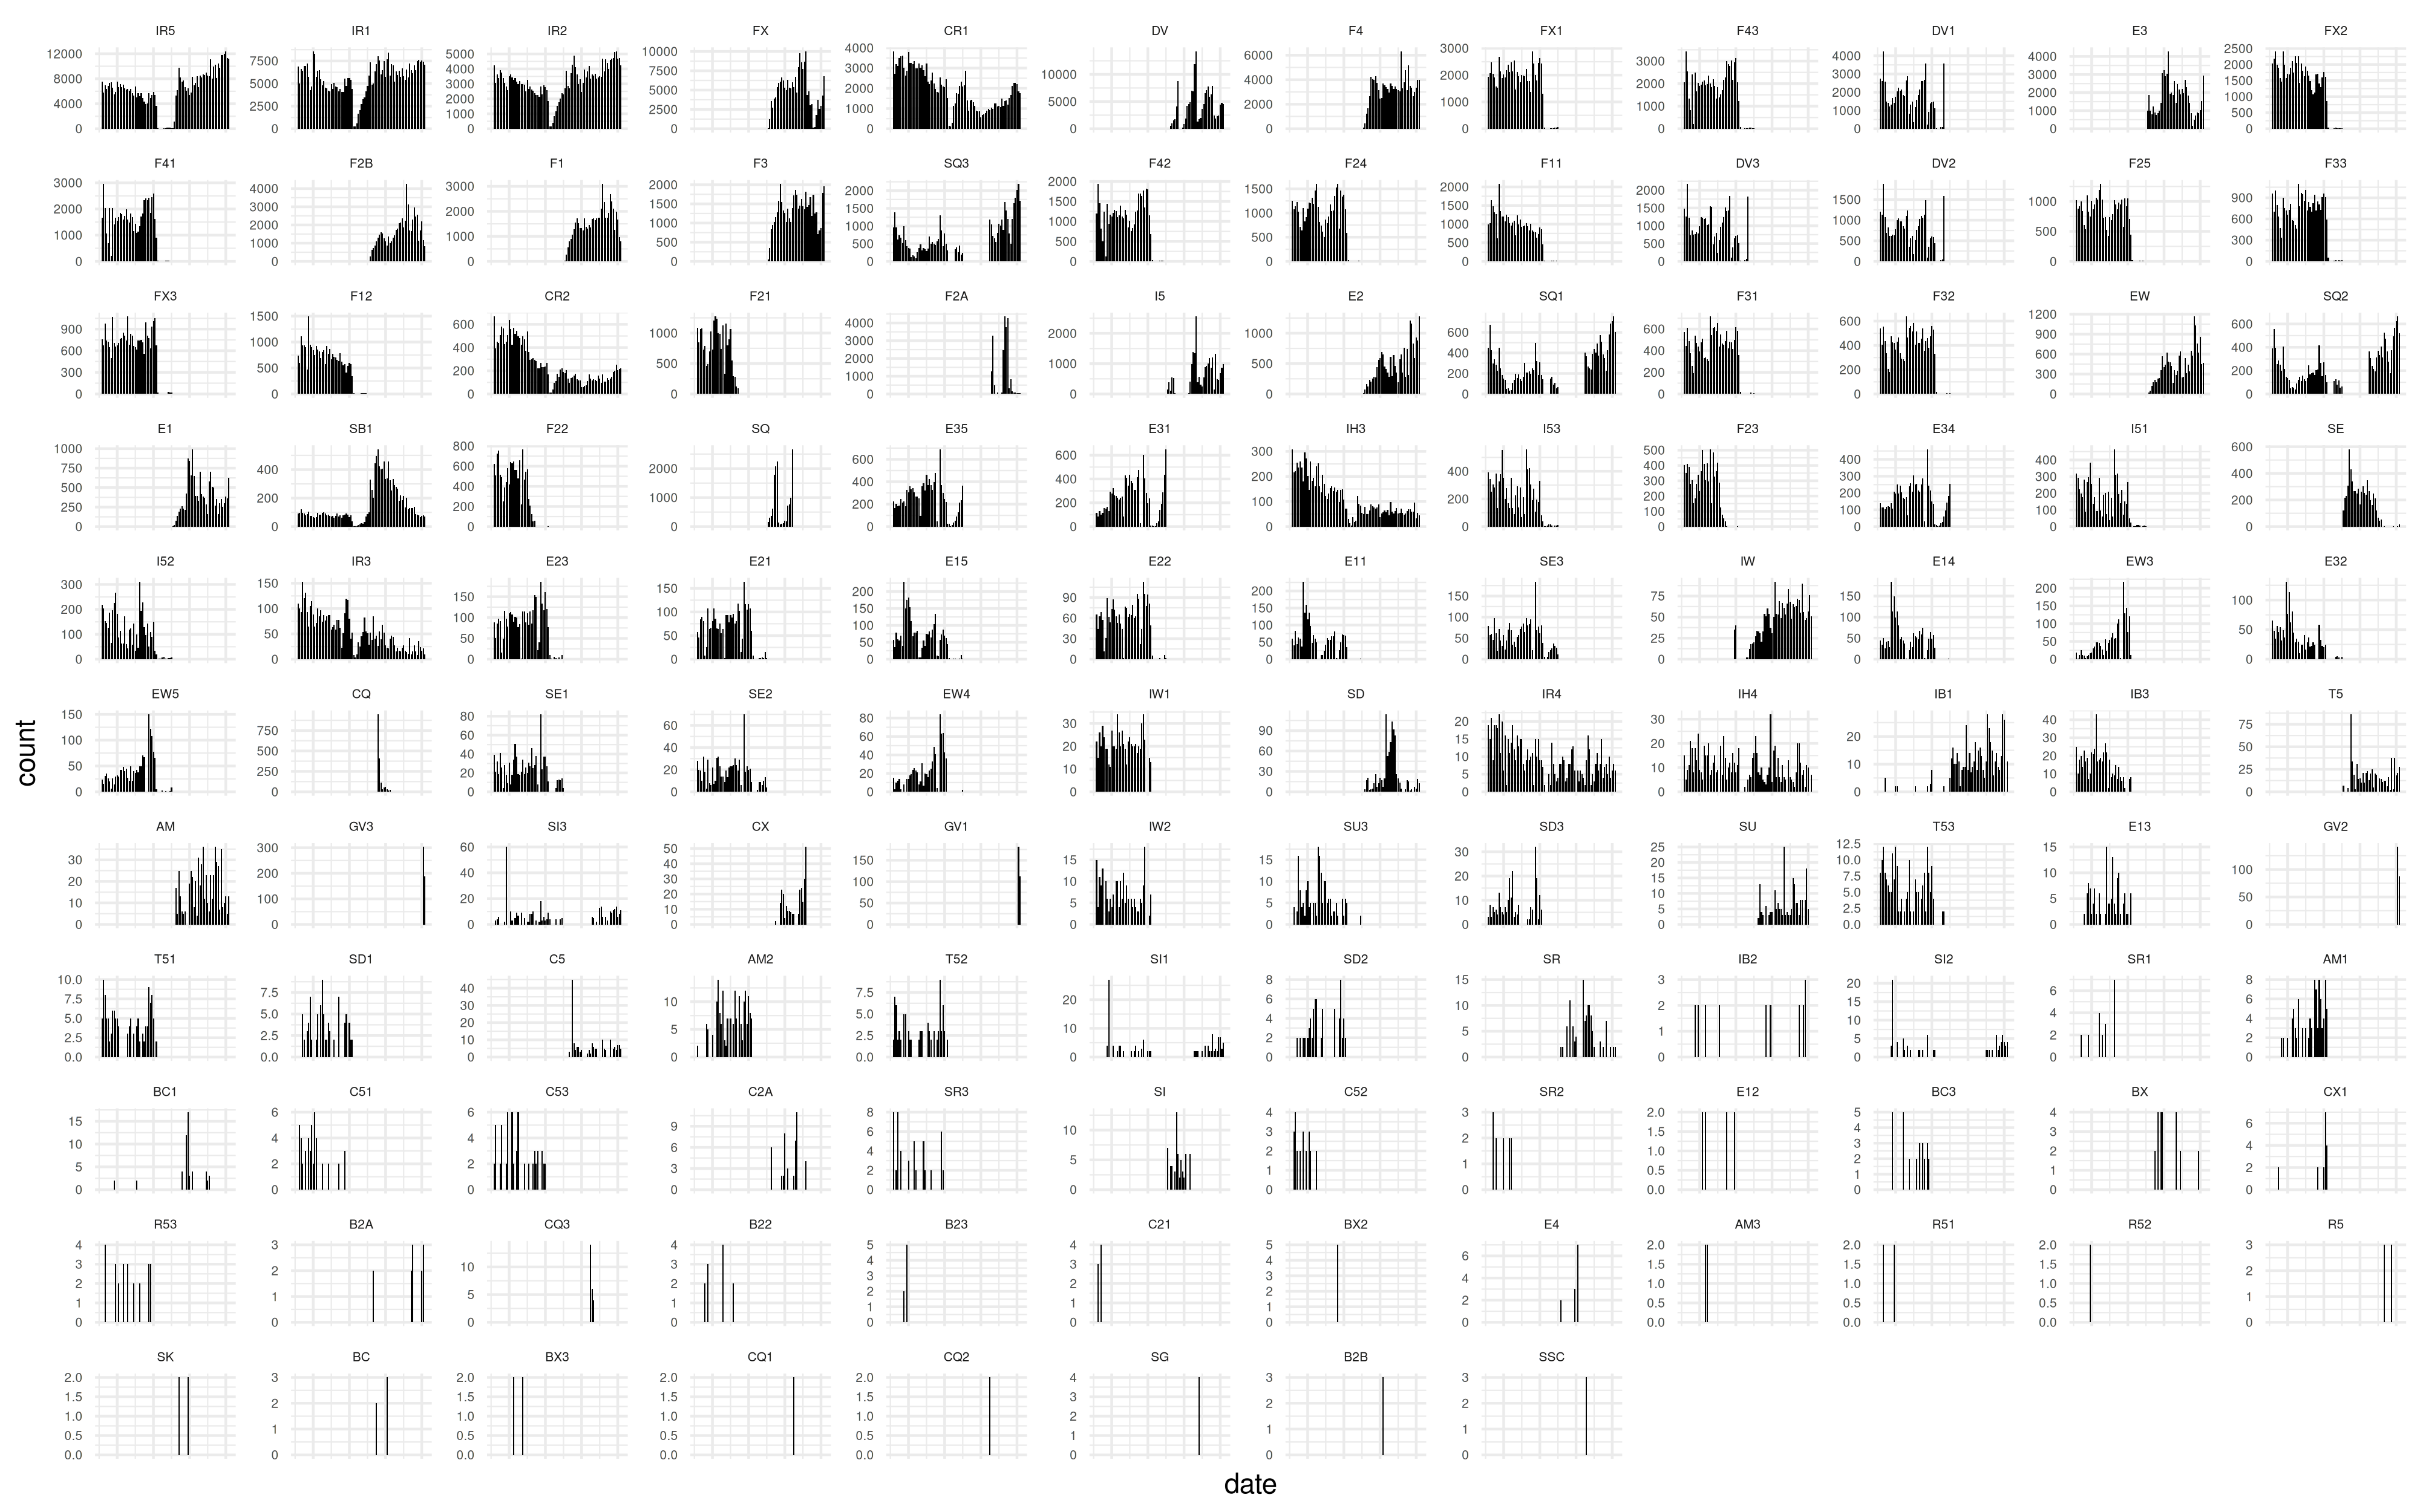 IR5
12000 8000 4000 0
IR1
7500 5000 2500 0
IR2
5000 4000 3000 2000 1000 0
FX
10000 7500 5000 2500 0
CR1
4000 3000 2000 1000 0
DV
10000 5000 0
F4
6000 4000 2000 0
FX1
3000 2000 1000 0
F43
3000 2000 1000 0
DV1
4000 3000 2000 1000 0
E3
4000 3000 2000 1000 0
FX2
2500 2000 1500 1000 500 0
F41
3000 2000 1000 0
F2B
4000 3000 2000 1000 0
F1
3000 2000 1000 0
F3
2000 1500 1000 500 0
SQ3
2000 1500 1000 500 0
F42
2000 1500 1000 500 0
F24
1500 1000 500 0
F11
2000 1500 1000 500 0
DV3
2000 1500 1000 500 0
DV2
1500 1000 500 0
F25
1000 500 0
F33
900 600 300 0
FX3
900 600 300 0
F12
1500 1000 500 0
CR2
600 400 200 0
F21
1000 500 0
F2A
4000 3000 2000 1000 0
I5
2000 1000 0
E2
1000 500 0
SQ1
600 400 200 0
F31
600 400 200 0
F32
600 400 200 0
EW
1200 900 600 300 0
SQ2
600 400 200 0
E1
1000 750 500 250 0
SB1
400 200 0
F22
800 600 400 200 0
SQ
2000 1000 0
E35
600 400 200 0
E31
600 400 200 0
IH3
300 200 100 0
I53
400 200 0
F23
500 400 300 200 100 0
E34
400 300 200 100 0
I51
400 300 200 100 0
SE
600 400 200 0
I52
300 200 100 0
IR3
150 100 50 0
E23
150 100 50 0
E21
150 100 50 0
E15
200 150 100 50 0
E22
90 60 30 0
E11
200 150 100 50 0
SE3
150 100 50 0
IW
75 50 25 0
E14
150 100 50 0
EW3
200 150 100 50 0
E32
100 50 0
EW5
150 100 50 0
CQ
750 500 250 0
SE1
80 60 40 20 0
SE2
60 40 20 0
EW4
80 60 40 20 0
IW1
30 20 10 0
SD
90 60 30 0
IR4
20 15 10 5 0
IH4
30 20 10 0
IB1
20 10 0
IB3
40 30 20 10 0
T5
75 50 25 0
AM
30 20 10 0
GV3
300 200 100 0
SI3
60 40 20 0
CX
50 40 30 20 10 0
GV1
150 100 50 0
IW2
15 10 5 0
SU3
15 10 5 0
SD3
30 20 10 0
SU
25 20 15 10 5 0
T53
12.5 10.0 7.5 5.0 2.5 0.0
E13
15 10 5 0
GV2
100 50 0
T51
10.0 7.5 5.0 2.5 0.0
SD1
7.5 5.0 2.5 0.0
C5
40 30 20 10 0
AM2
10 5 0
T52
7.5 5.0 2.5 0.0
SI1
20 10 0
SD2
8 6 4 2 0
SR
15 10 5 0
IB2
3 2 1 0
SI2
20 15 10 5 0
SR1
6 4 2 0
AM1
8 6 4 2 0
BC1
15 10 5 0
C51
6 4 2 0
C53
6 4 2 0
C2A
9 6 3 0
SR3
8 6 4 2 0
SI
10 5 0
C52
4 3 2 1 0
SR2
3 2 1 0
E12
2.0 1.5 1.0 0.5 0.0
BC3
5 4 3 2 1 0
BX
4 3 2 1 0
CX1
6 4 2 0
R53
4 3 2 1 0
B2A
3 2 1 0
CQ3
10 5 0
B22
4 3 2 1 0
B23
5 4 3 2 1 0
C21
4 3 2 1 0
BX2
5 4 3 2 1 0
E4
6 4 2 0
AM3
2.0 1.5 1.0 0.5 0.0
R51
2.0 1.5 1.0 0.5 0.0
R52
2.0 1.5 1.0 0.5 0.0
R5
3 2 1 0
SK
2.0 1.5 1.0 0.5 0.0
BC
3 2 1 0
BX3
2.0 1.5 1.0 0.5 0.0
CQ1
2.0 1.5 1.0 0.5 0.0
CQ2
2.0 1.5 1.0 0.5 0.0
SG
4 3 2 1 0
B2B
3 2 1 0
SSC
3 2 1 0
count
date